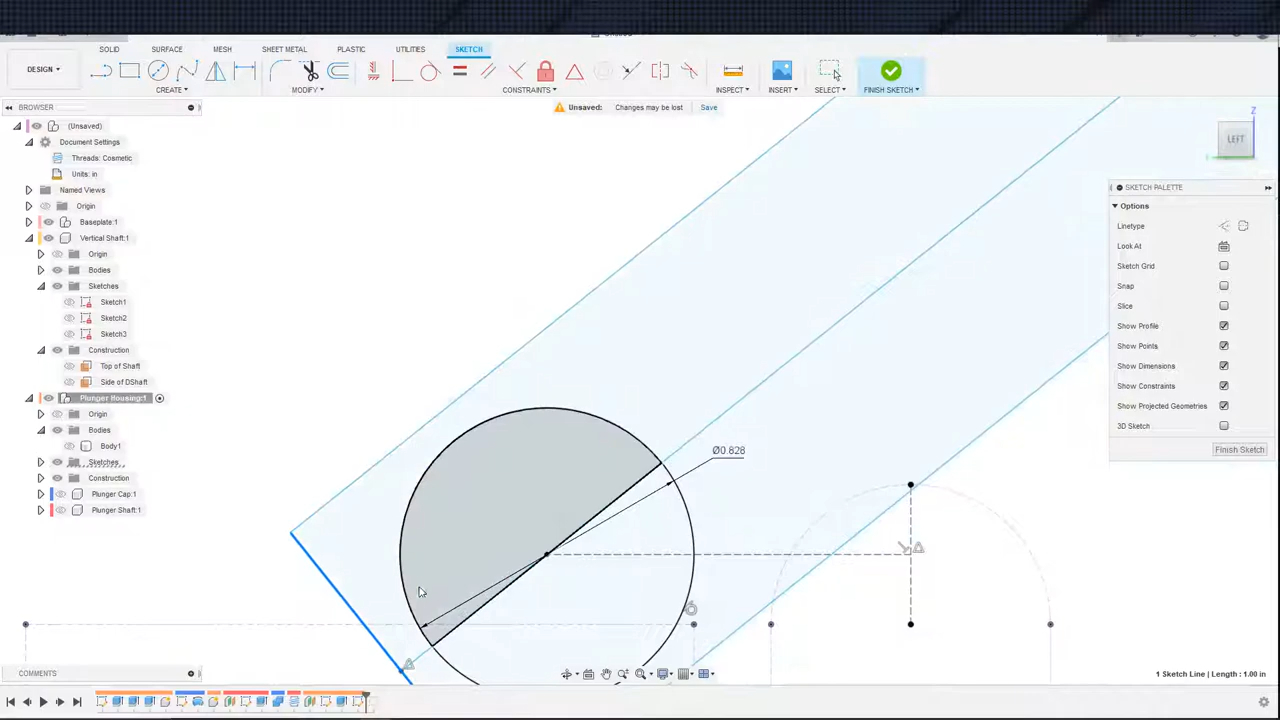 SOLID SURFACE MESH SHEET METAL PLASTIC UTILITIES SKETCH
DESIGN
CREATE MODIFY CONSTRAINTS INSPECT INSERT SELECT FINISH SKETCH
BROWSER
Unsaved: Changes may be lost Save
(Unsaved)
Document Settings
Threads: Cosmetic
Units: in
Named Views
Origin
Baseplate:1
Vertical Shaft:1
Origin
Bodies
Sketches
Sketch1
Sketch2
Sketch3
Construction
Top of Shaft
Side of DShaft
Plunger Housing:1
Origin
Bodies
Body1
Sketches
Construction
Plunger Cap:1
Plunger Shaft:1
Z
LEFT
SKETCH PALETTE
Options
Linetype
Look At
Sketch Grid
Snap
Slice
Show Profile
Show Points
Show Dimensions
Show Constraints
Show Projected Geometries
3D Sketch
Finish Sketch
Ø0.828
COMMENTS
1 Sketch Line | Length : 1.00 in